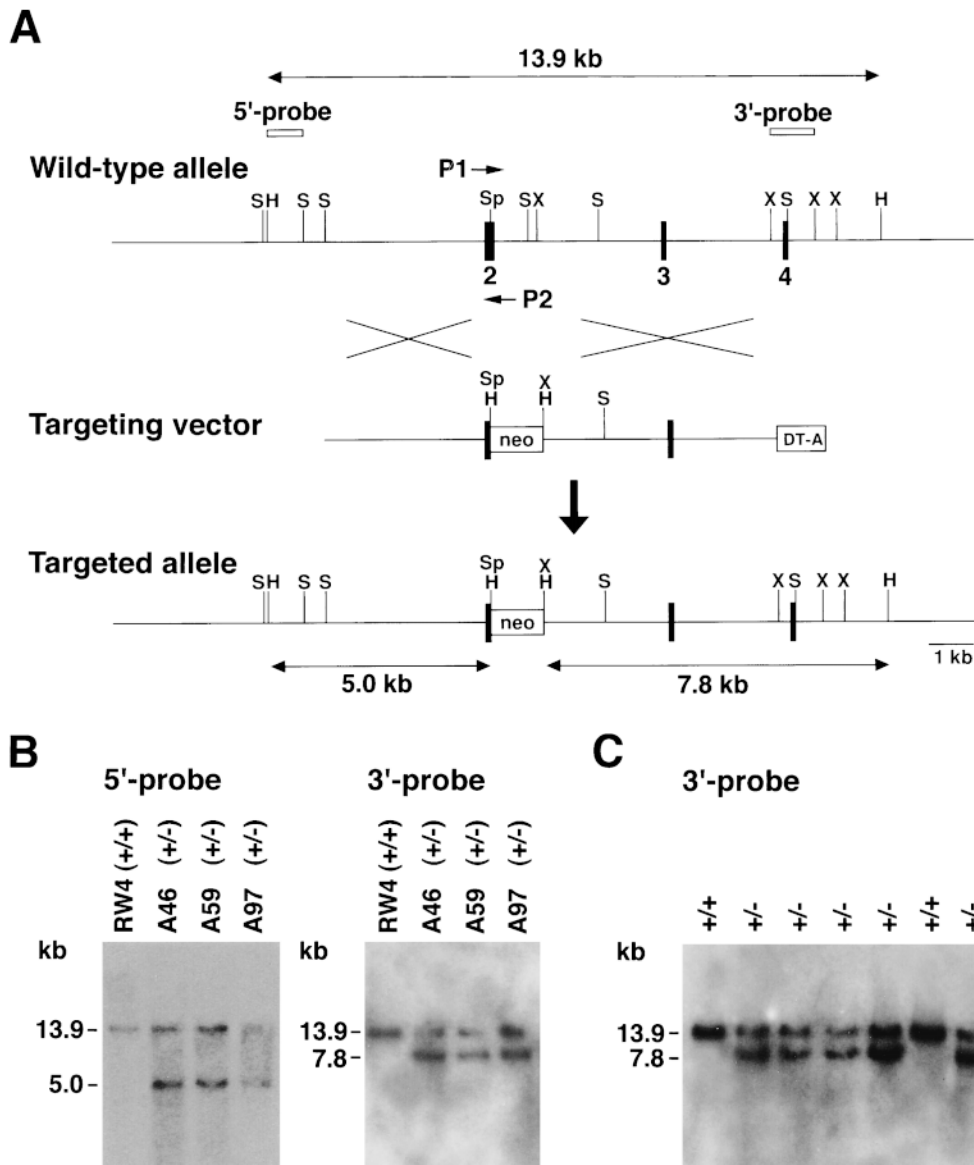 A
13.9 kb
5'-probe 3'-probe
Wild-type allele
P1
S H S S Sp S X S X S X X H
2 3 4
P2
Sp X
H H S
Targeting vector
neo DT-A
Targeted allele
Sp X
S H S S H H S X S X X H
neo
1 kb
5.0 kb 7.8 kb
B
5'-probe 3'-probe
RW4 (+/+) A46 (+/-) A59 (+/-) A97 (+/-) RW4 (+/+) A46 (+/-) A59 (+/-) A97 (+/-)
kb kb
13.9 13.9
5.0 7.8
C
3'-probe
+/+ +/- +/- +/- +/- +/+ +/-
kb
13.9
7.8